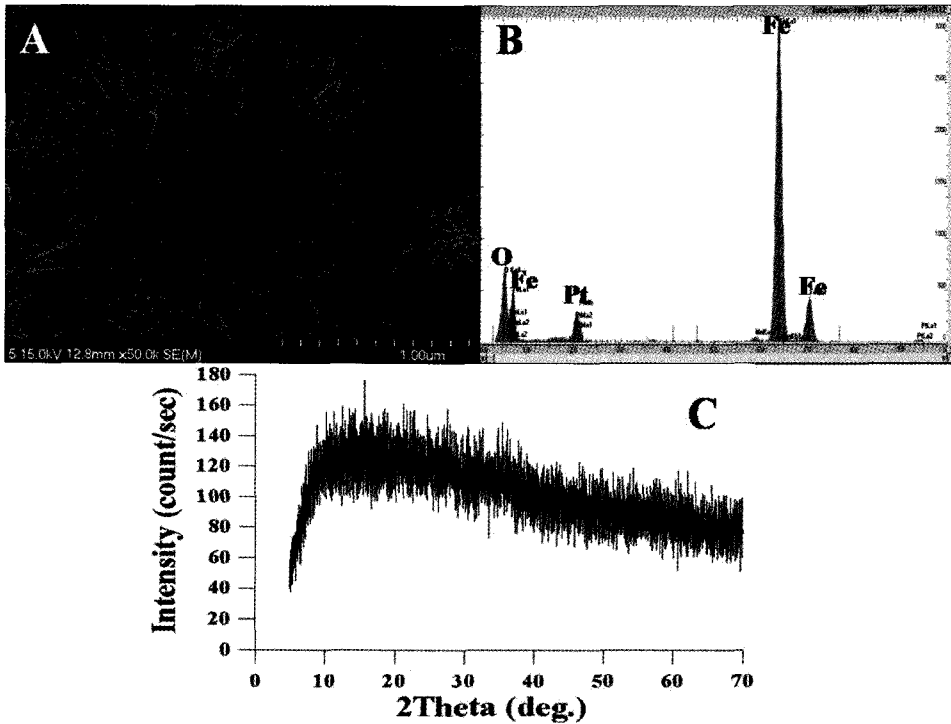 A
5 15.0kV 12.9mm x50.0k SE(M)
1.00um
B
Fe
O
Fe
Pt
Fe
C
Intensity (count/sec)
180
160
140
120
100
80
60
40
20
0
0 10 20 30 40 50 60 70
2Theta (deg.)